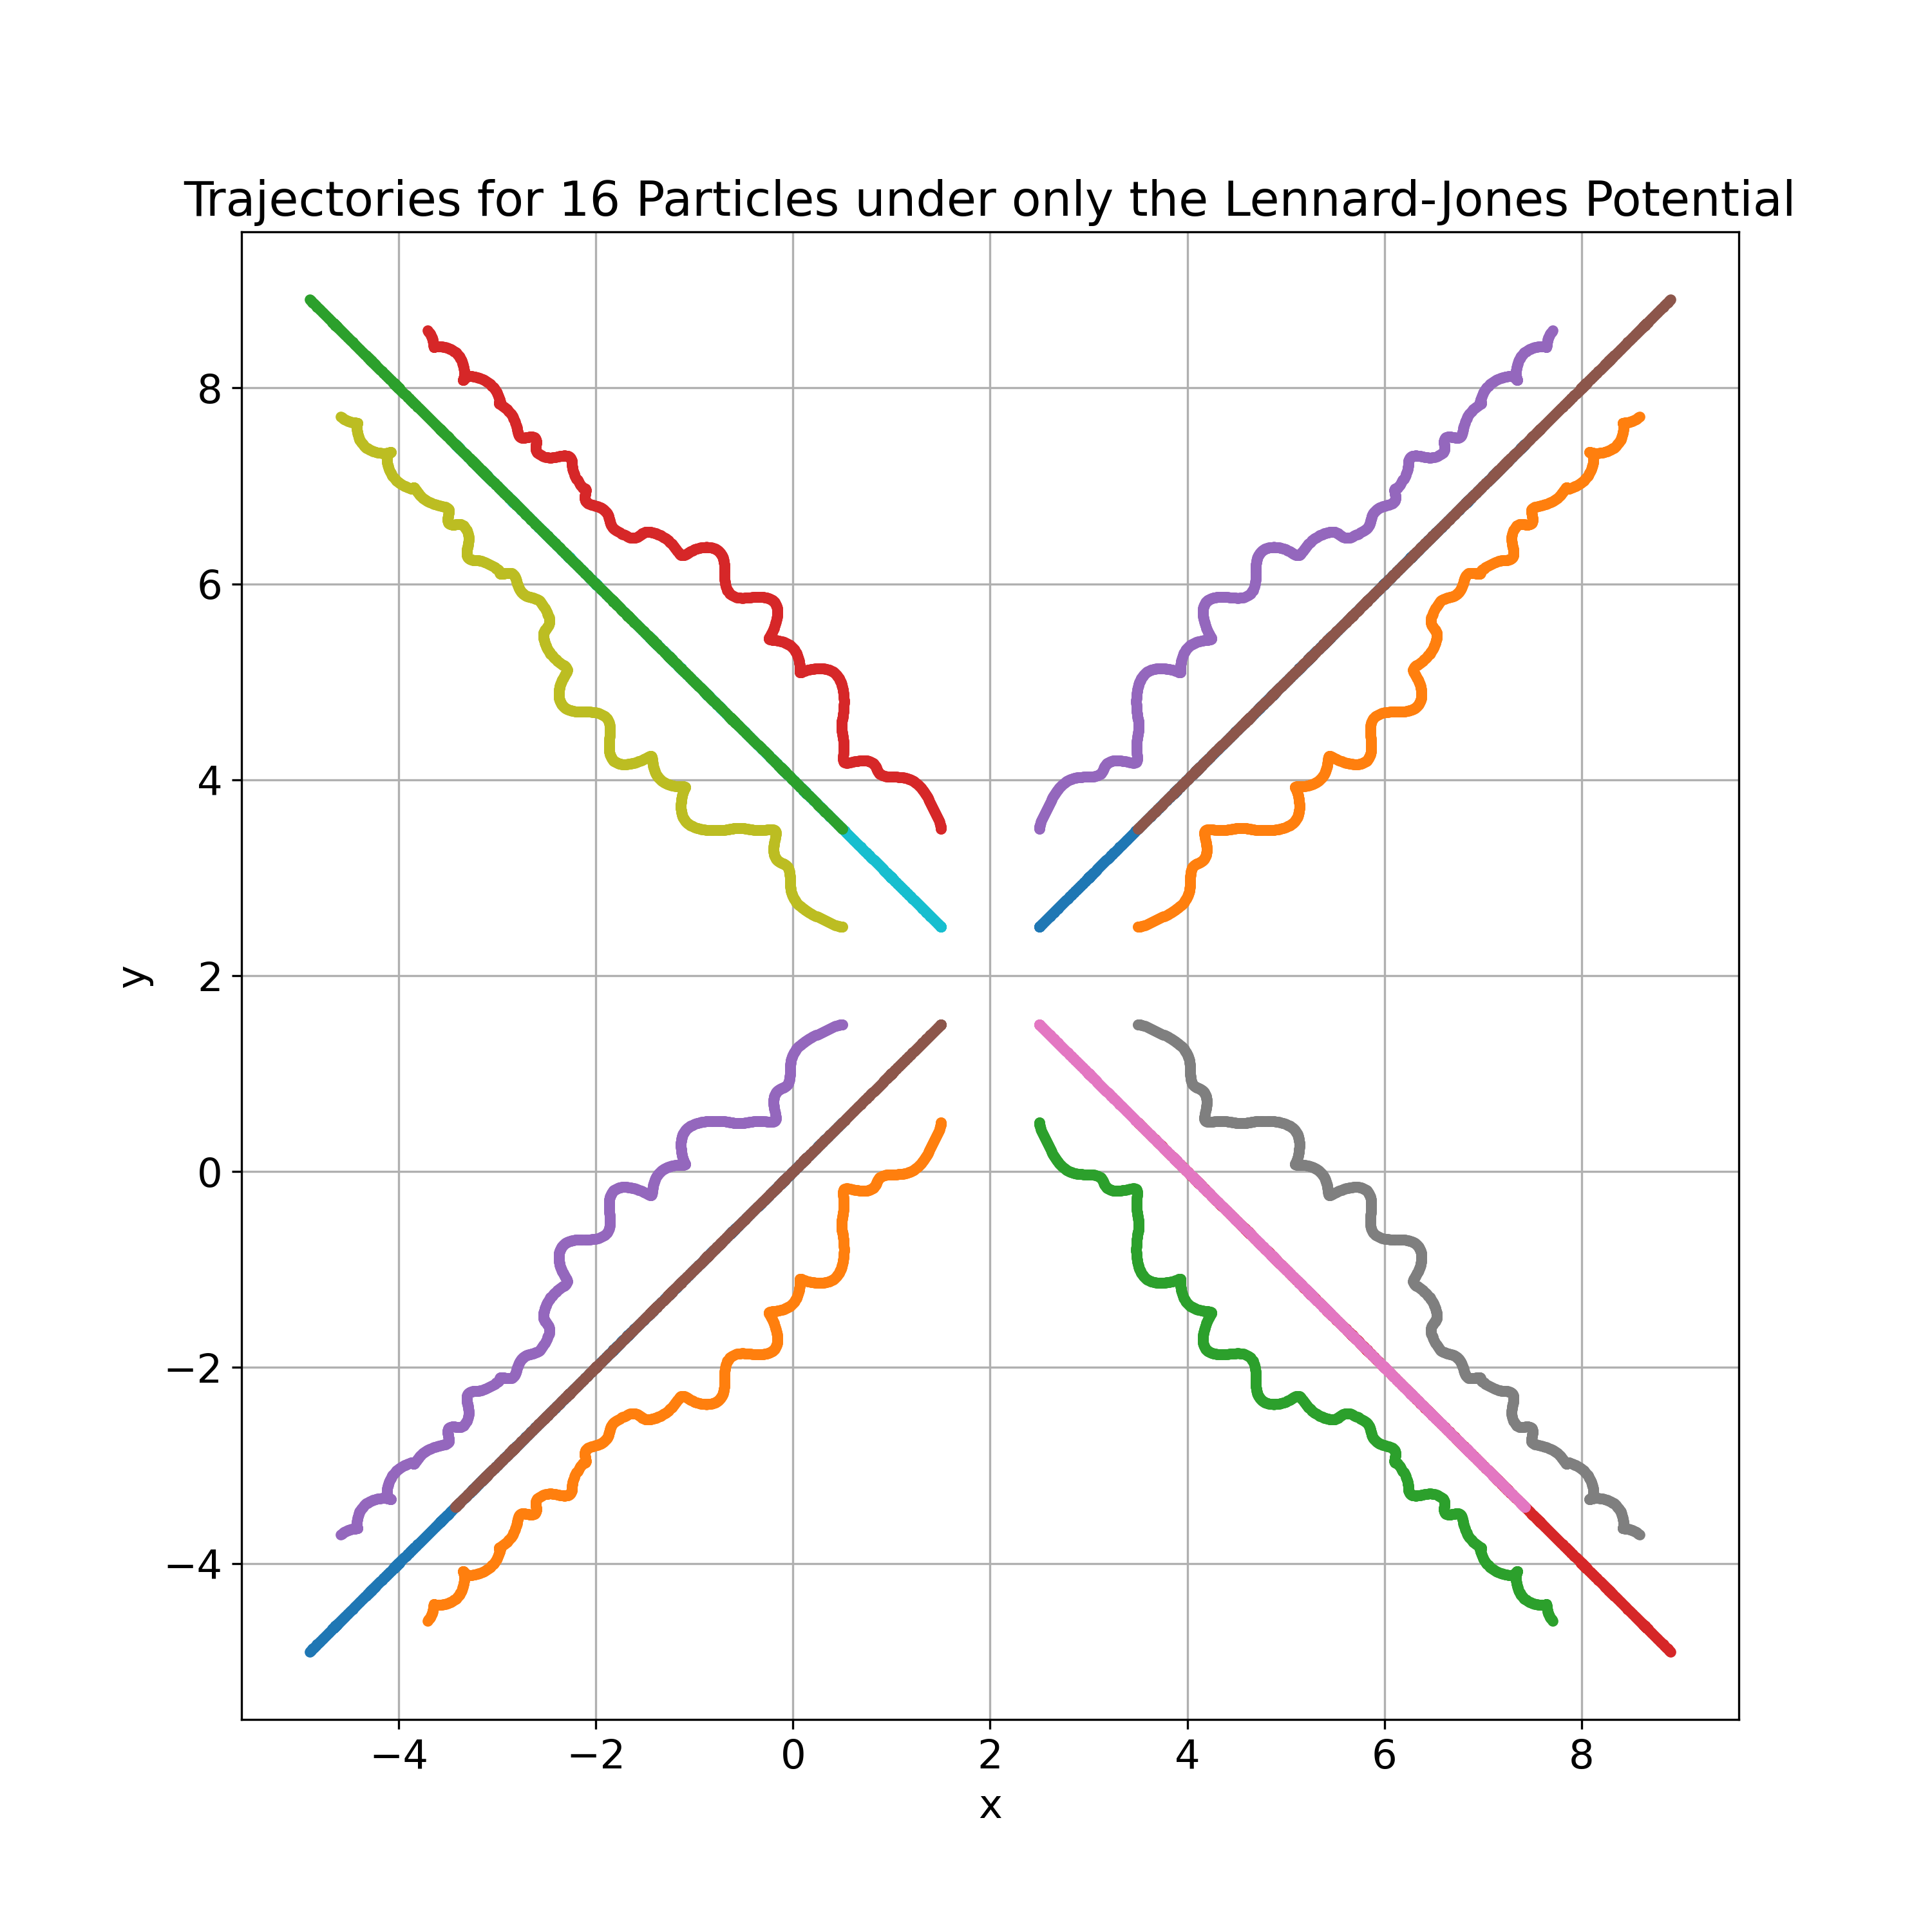 Trajectories for 16 Particles under only the Lennard-Jones Potential
8
6
4
2
0
−2
−4
y
−4 −2 0 2 4 6 8
x